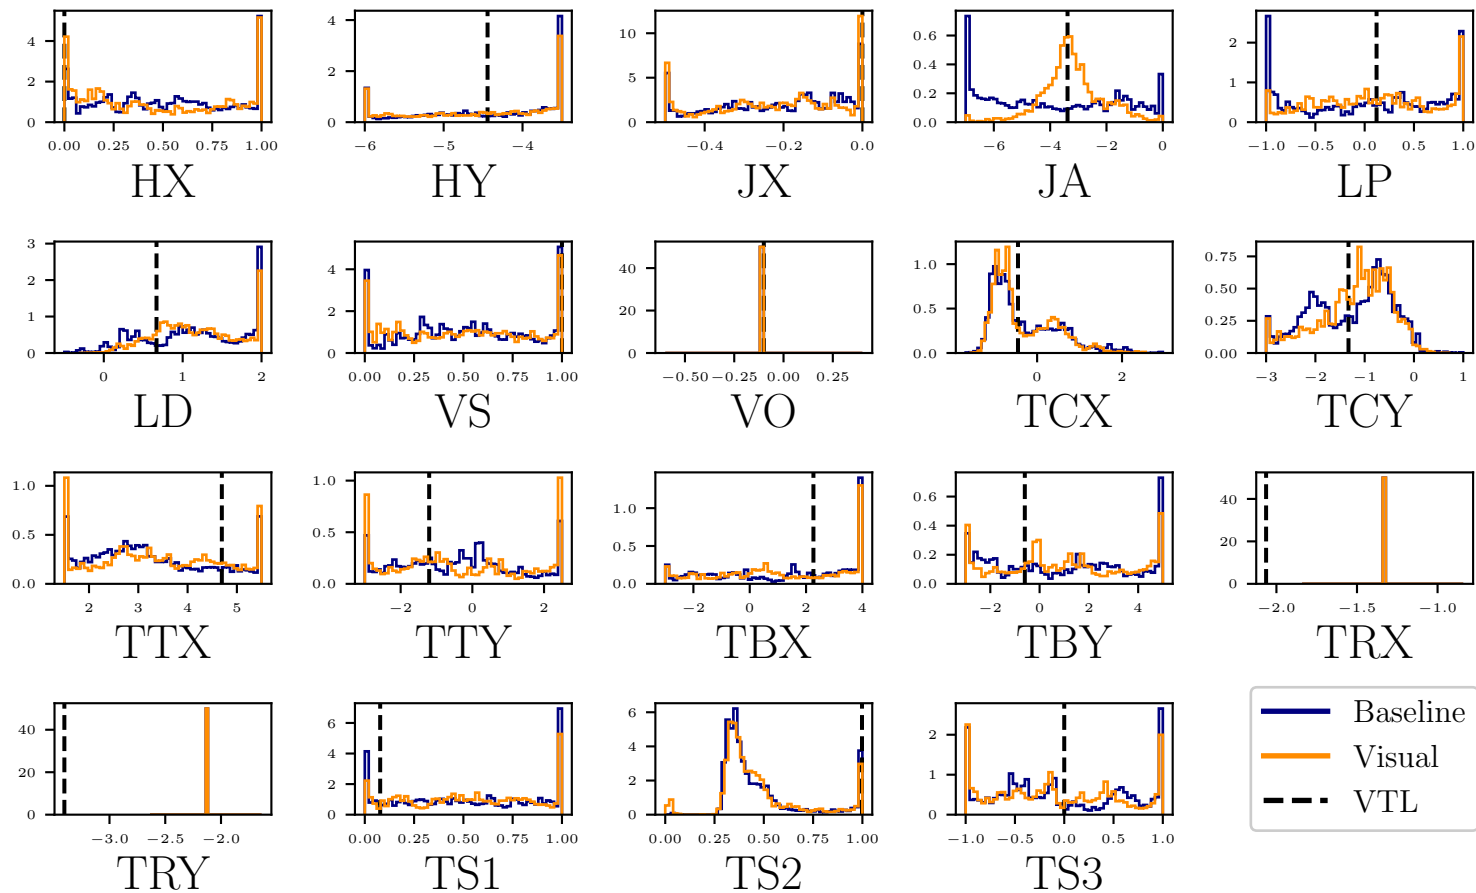 4
2
0
0.00 0.25 0.50 0.75 1.00
HX
4
2
0
−6 −5 −4
HY
10
5
0
−0.4 −0.2 0.0
JX
0.6
0.4
0.2
0.0
−6 −4 −2 0
JA
2
1
0
−1.0 −0.5 0.0 0.5 1.0
LP
3
2
1
0
0 1 2
LD
4
2
0
0.00 0.25 0.50 0.75 1.00
VS
40
20
0
−0.50 −0.25 0.00 0.25
VO
1.0
0.5
0.0
0 2
TCX
0.75
0.50
0.25
0.00
−3 −2 −1 0 1
TCY
1.0
0.5
0.0
2 3 4 5
TTX
1.0
0.5
0.0
−2 0 2
TTY
1.0
0.5
0.0
−2 0 2 4
TBX
0.6
0.4
0.2
0.0
−2 0 2 4
TBY
40
20
0
−2.0 −1.5 −1.0
TRX
40
20
0
−3.0 −2.5 −2.0
TRY
6
4
2
0
0.00 0.25 0.50 0.75 1.00
TS1
6
4
2
0
0.00 0.25 0.50 0.75 1.00
TS2
2
1
0
−1.0 −0.5 0.0 0.5 1.0
TS3
Baseline
Visual
VTL